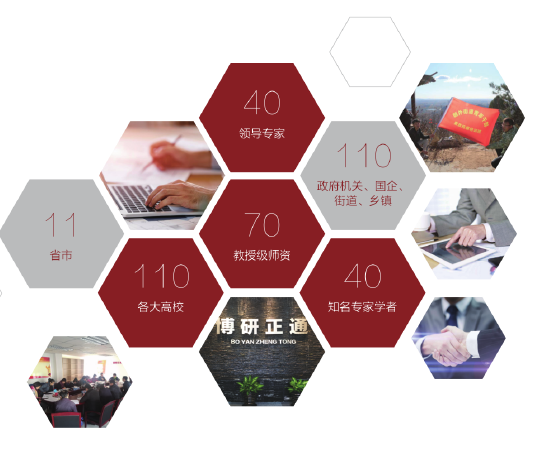 40
领导专家
110
政府机关、国企、
街道、乡镇
11
省市
70
教授级师资
110
各大高校
40
知名专家学者
博研正通
BO YAN ZHENG TONG